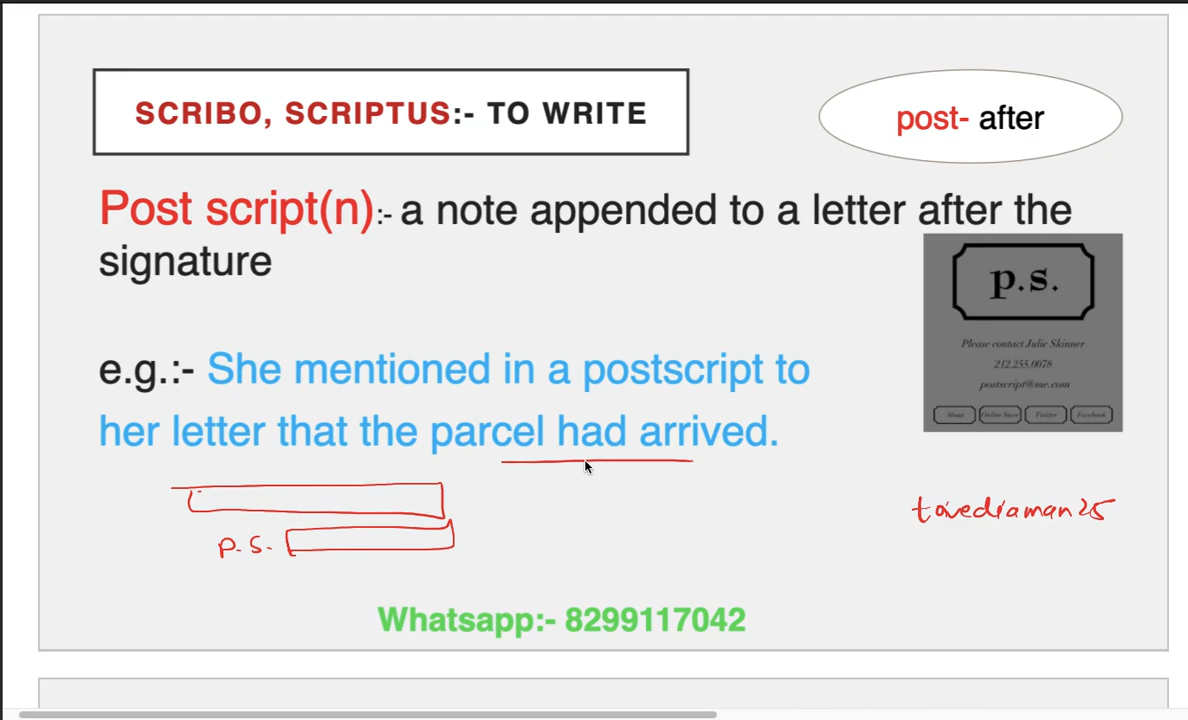 SCRIBO, SCRIPTUS:- TO WRITE
post- after
Post script(n):- a note appended to a letter after the
signature
p.s.
Please contact Julie Skinner
212.255.0078
postscript@me.com
About Online Store Twitter Facebook
e.g.:- She mentioned in a postscript to
her letter that the parcel had arrived.
p.s.
Whatsapp:- 8299117042